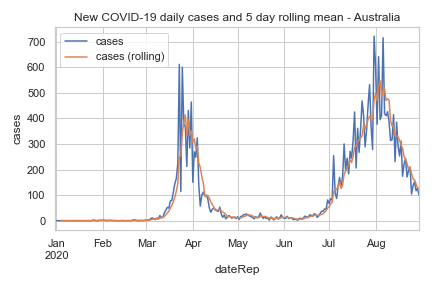 New COVID-19 daily cases and 5 day rolling mean - Australia
cases
cases (rolling)
700
600
500
400
300
200
100
0
cases
Jan Feb Mar Apr May Jun Jul Aug
2020
dateRep